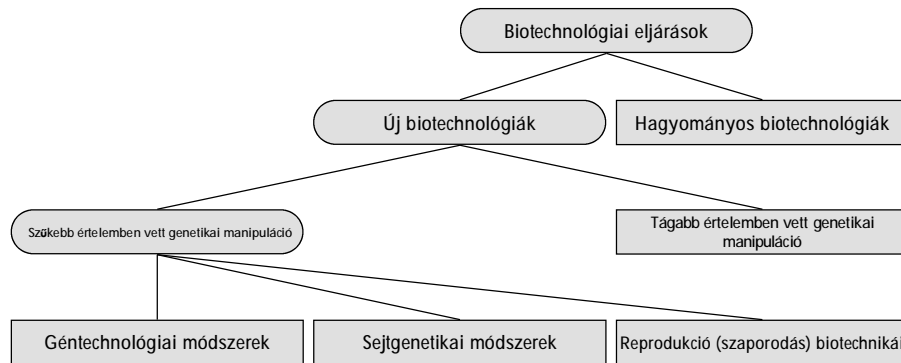 Biotechnológiai eljárások
Új biotechnológiák
Hagyományos biotechnológiák
Szűkebb értelemben vett genetikai manipuláció
Tágabb értelemben vett genetikai
manipuláció
Géntechnológiai módszerek
Sejtgenetikai módszerek
Reprodukció (szaporodás) biotechnikái